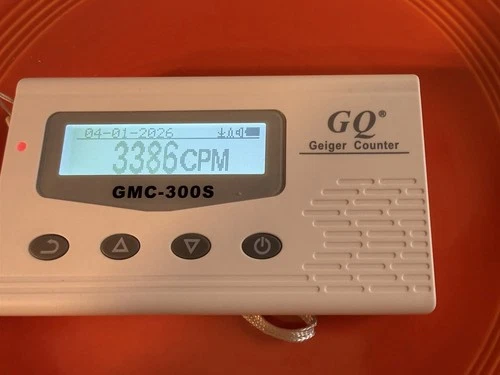 04-01-2026
3386CPM
GMC-300S
GQ®
Geiger Counter